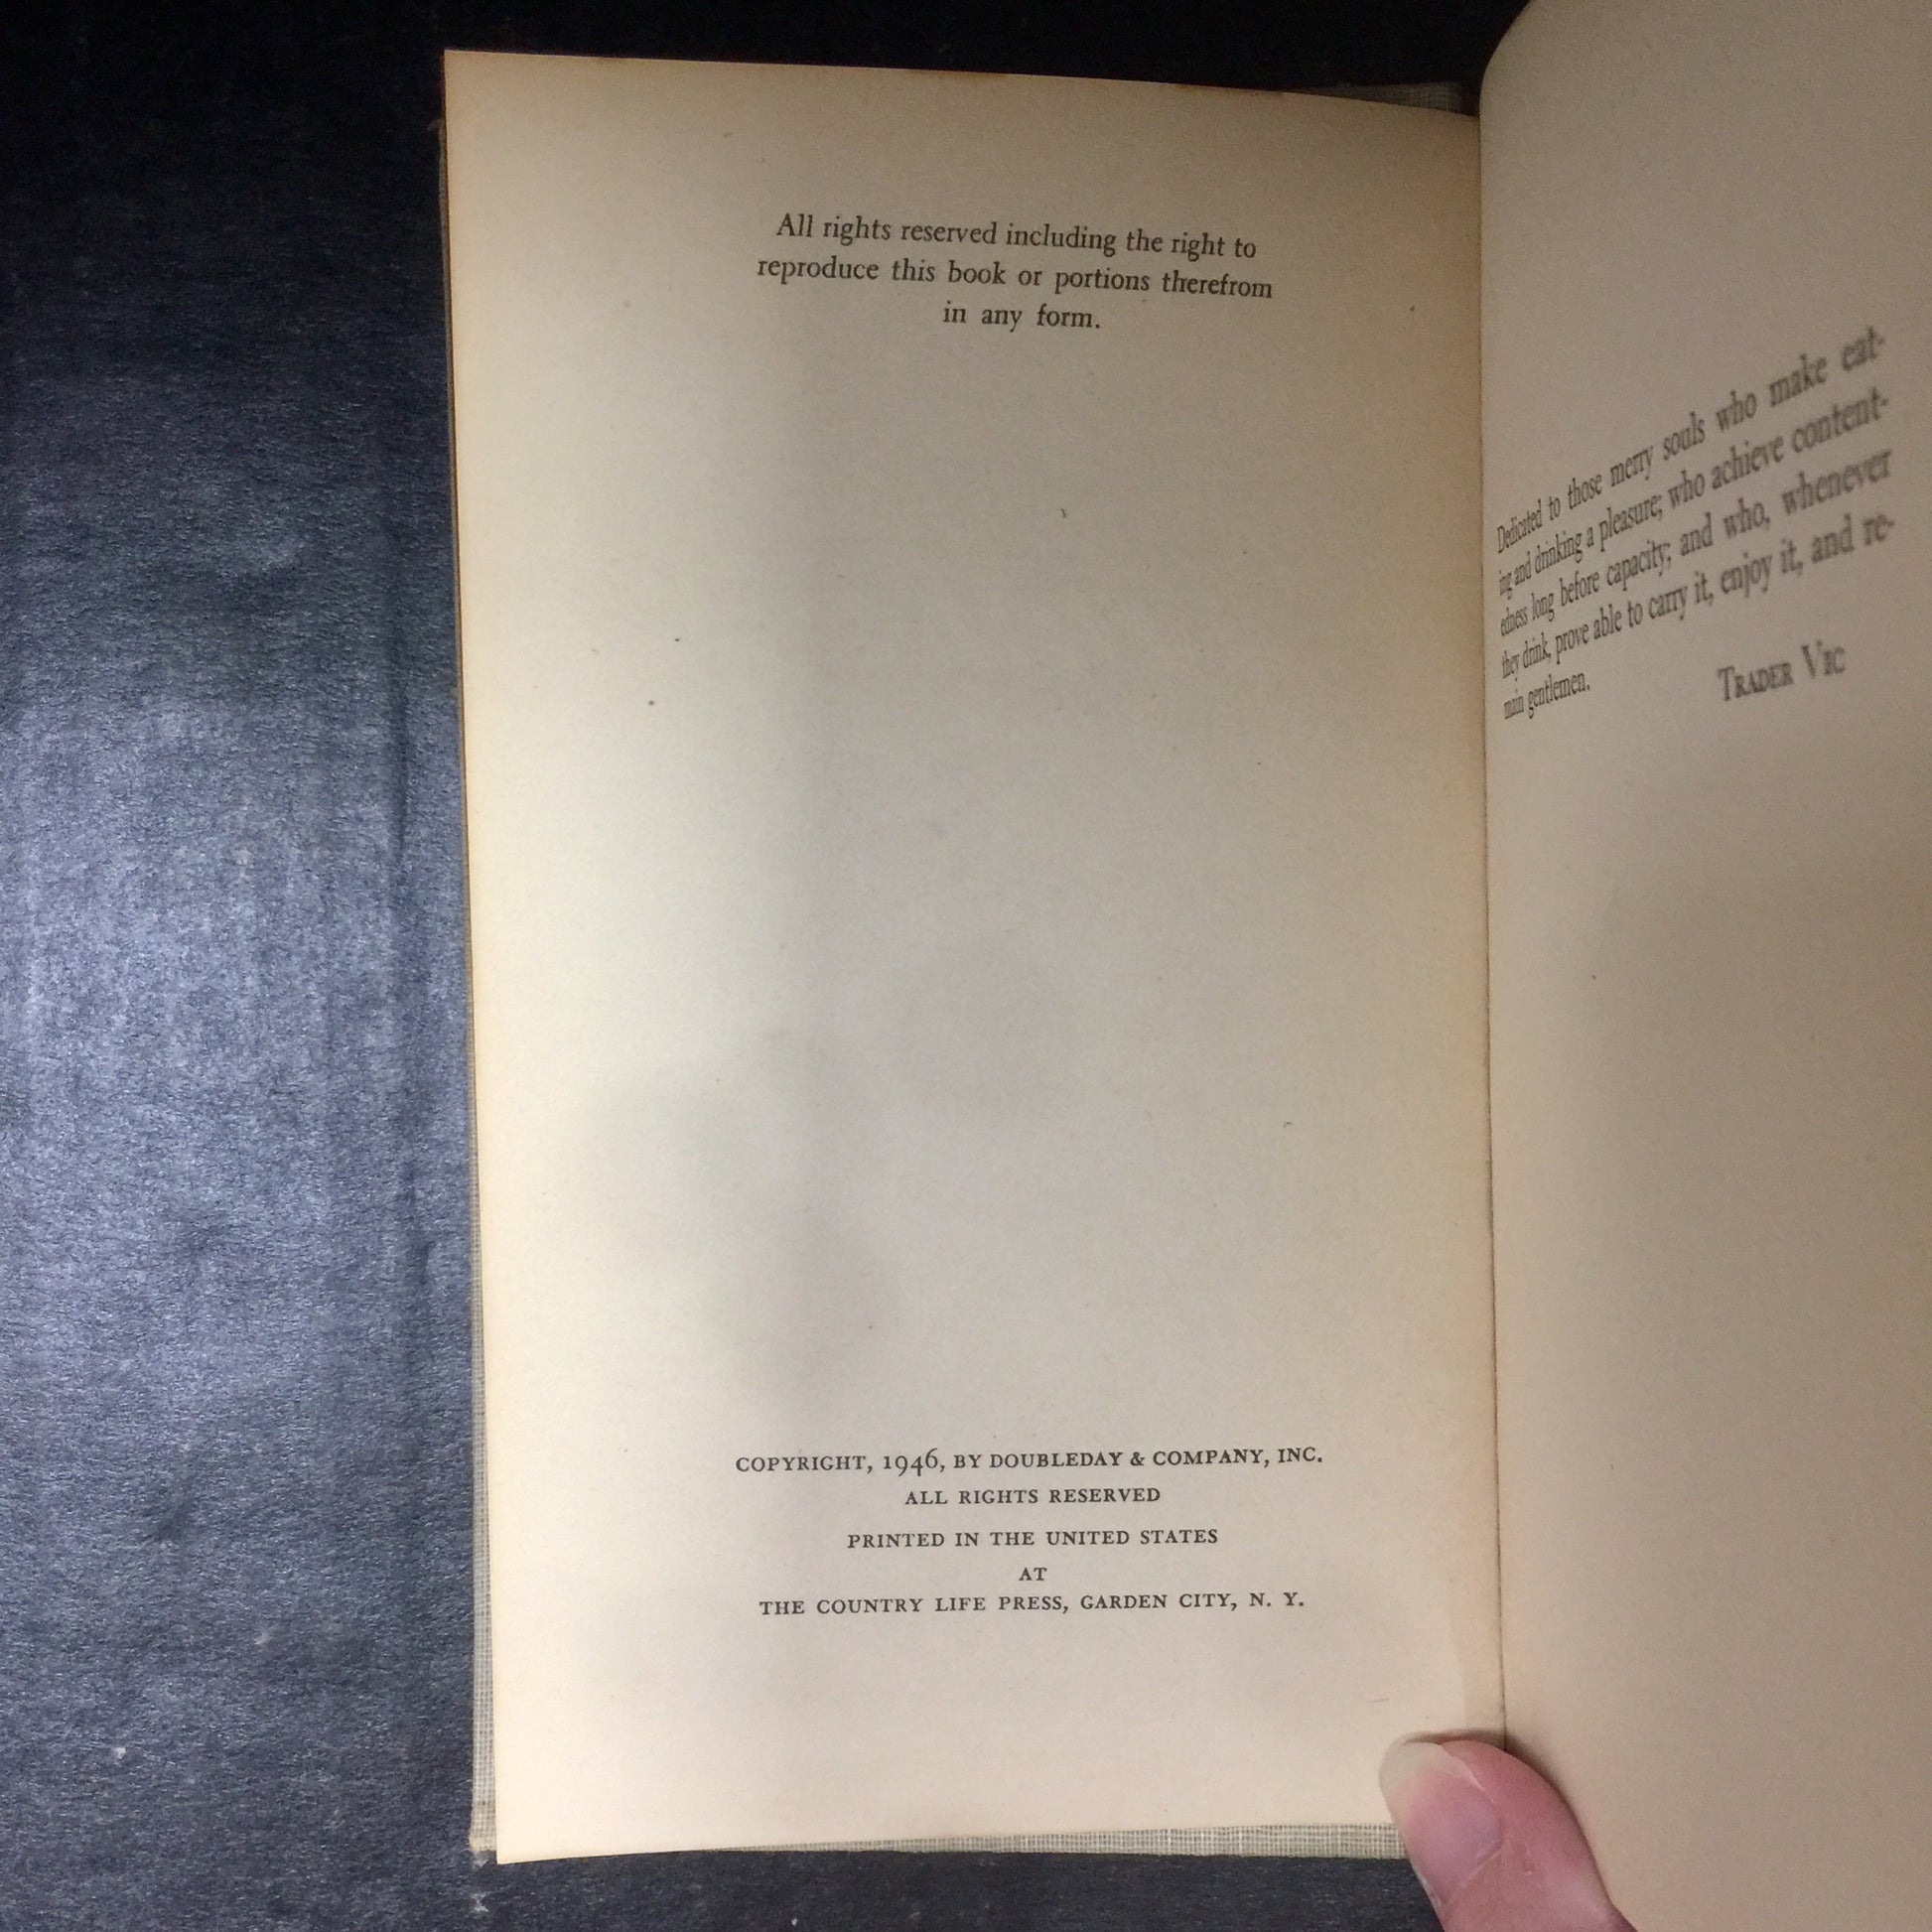 All rights reserved including the right to
reproduce this book or portions therefrom
in any form.
COPYRIGHT, 1946, BY DOUBLEDAY & COMPANY, INC.
ALL RIGHTS RESERVED
PRINTED IN THE UNITED STATES
AT
THE COUNTRY LIFE PRESS, GARDEN CITY, N. Y.
Dedicated to those merry souls who make eat-
ing and drinking a pleasure; who achieve content-
edness long before capacity; and who, whenever
they drink, prove able to carry it, enjoy it, and re-
main gentlemen.
TRADER VIC